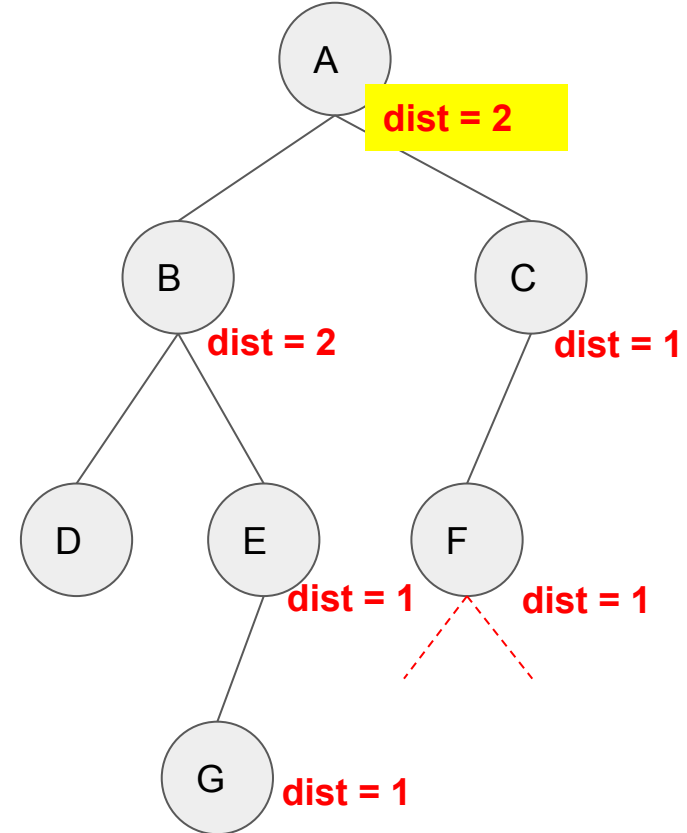 A
dist = 2
B
C
dist = 2
dist = 1
D
E
F
dist = 1
dist = 1
G
dist = 1